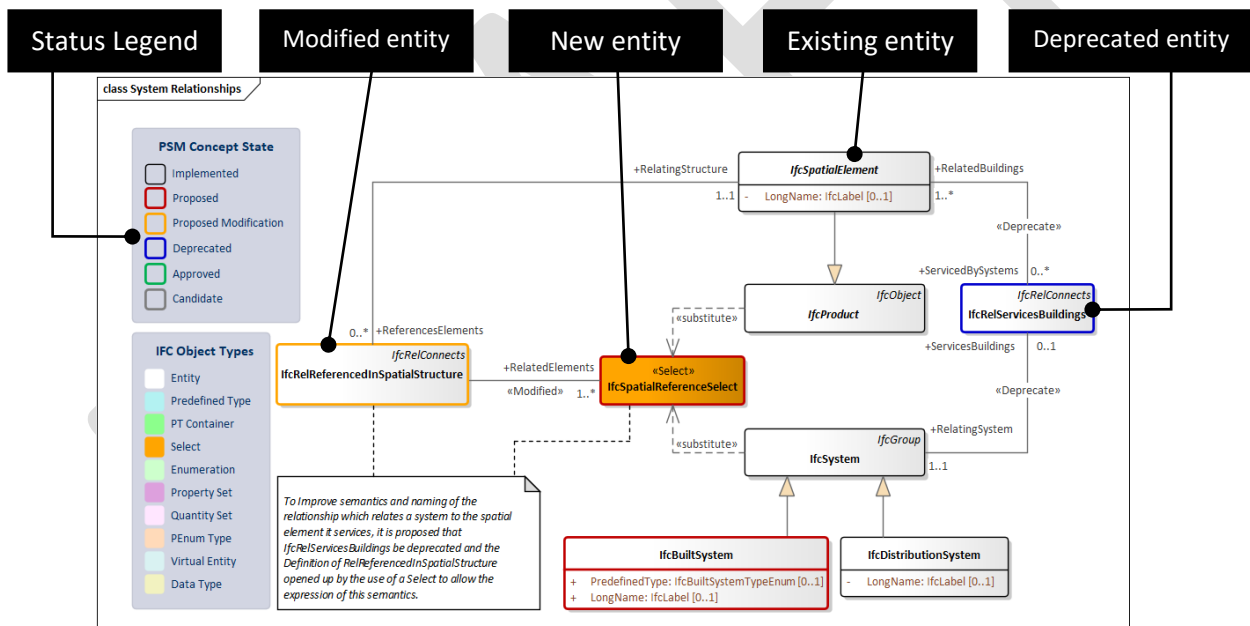 Status Legend
Modified entity
New entity
Existing entity
Deprecated entity
class System Relationships
PSM Concept State
Implemented
Proposed
Proposed Modification
Deprecated
Approved
Candidate
IFC Object Types
Entity
Predefined Type
PT Container
Select
Enumeration
Property Set
Quantity Set
PEnum Type
Virtual Entity
Data Type
+RelatingStructure
1..1
IfcSpatialElement
- LongName: IfcLabel [0..1]
+RelatedBuildings
1..*
«Deprecate»
+ServicedBySystems 0..*
IfcObject
IfcProduct
IfcRelConnects
IfcRelServicesBuildings
«substitute»
0..* +ReferencesElements
IfcRelConnects
IfcRelReferencedInSpatialStructure
+RelatedElements
«Modified» 1..*
«Select»
IfcSpatialReferenceSelect
+ServicesBuildings 0..1
«Deprecate»
«substitute»
IfcGroup
IfcSystem
+RelatingSystem
1..1
To Improve semantics and naming of the
relationship which relates a system to the spatial
element it services, it is proposed that
IfcRelServicesBuildings be deprecated and the
Definition of RelReferencedInSpatialStructure
opened up by the use of a Select to allow the
expression of this semantics.
IfcBuiltSystem
+ PredefinedType: IfcBuiltSystemTypeEnum [0..1]
+ LongName: IfcLabel [0..1]
IfcDistributionSystem
- LongName: IfcLabel [0..1]